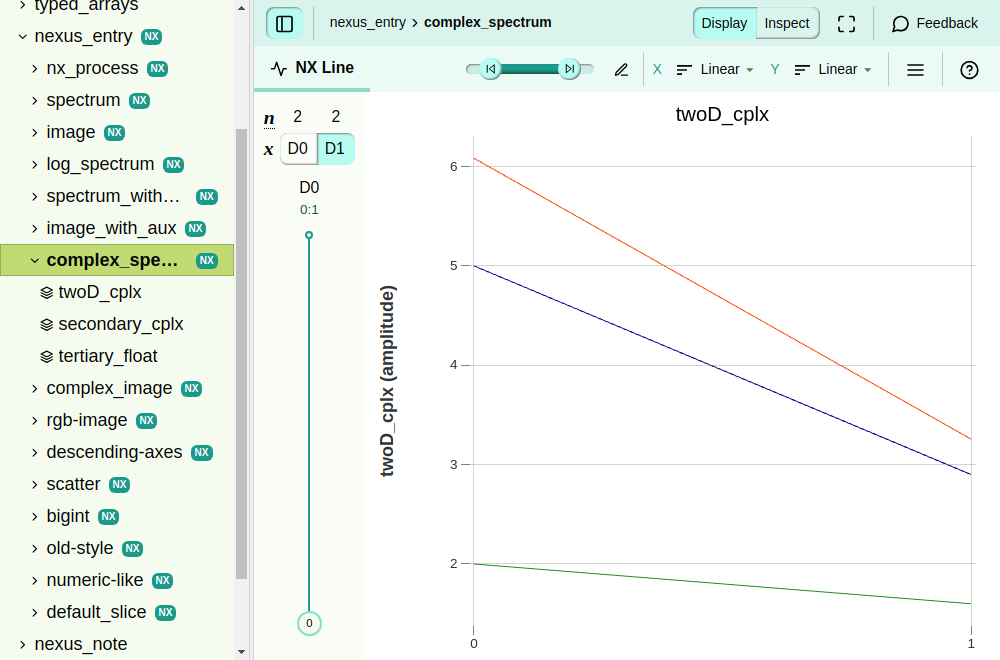 typed_arrays
nexus_entry NX
nx_process NX
spectrum NX
image NX
log_spectrum NX
spectrum_with… NX
image_with_aux NX
complex_spe… NX
twoD_cplx
secondary_cplx
tertiary_float
complex_image NX
rgb-image NX
descending-axes NX
scatter NX
bigint NX
old-style NX
numeric-like NX
default_slice NX
nexus_note
nexus_entry › complex_spectrum
Display Inspect
Feedback
NX Line
X Linear
Y Linear
n 2 2
x D0 D1
D0
0:1
0
twoD_cplx
twoD_cplx (amplitude)
6
5
4
3
2
0 1